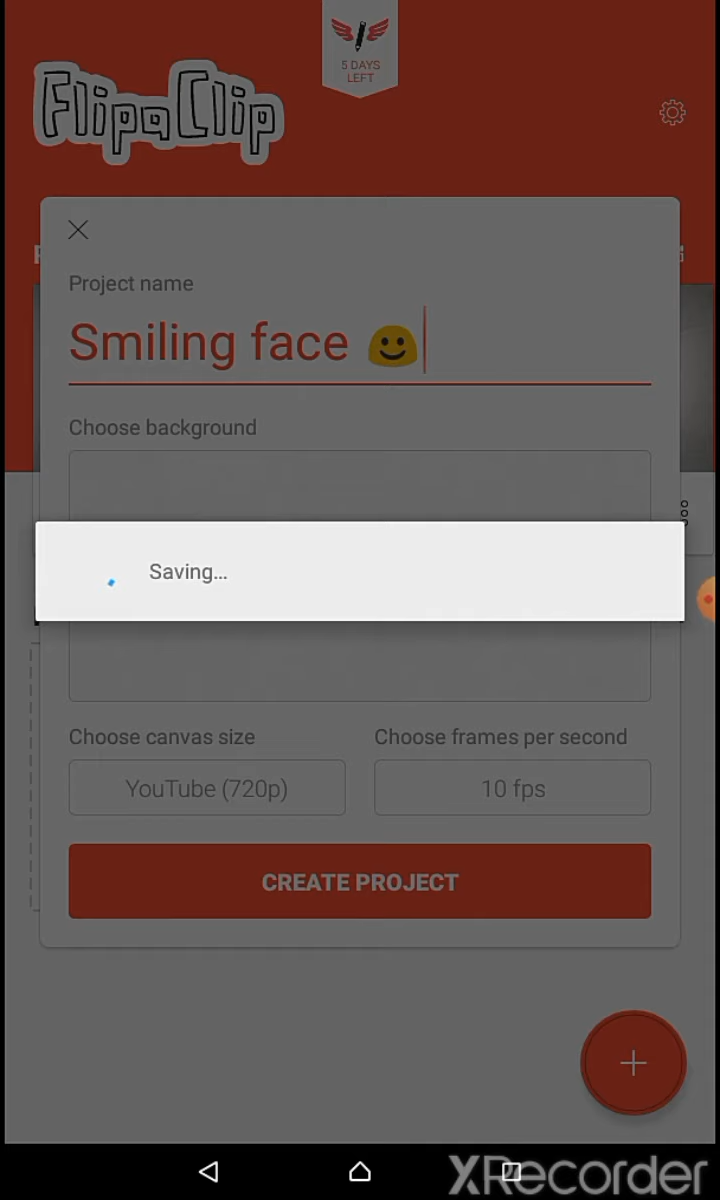 5 DAYS
LEFT
FlipaClip
Project name
Smiling face 🙂
Choose background
Saving...
Choose canvas size
Choose frames per second
YouTube (720p)
10 fps
CREATE PROJECT
XRecorder